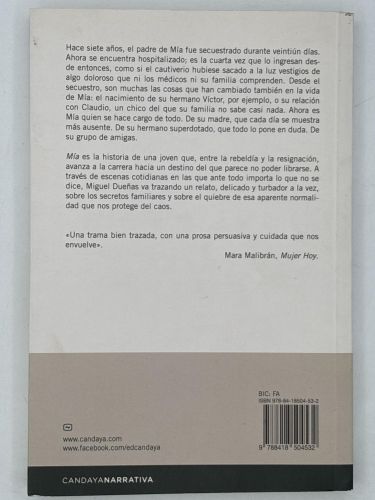 Hace siete años, el padre de Mía fue secuestrado durante veintiún días.
Ahora se encuentra hospitalizado; es la cuarta vez que lo ingresan des-
de entonces, como si el cautiverio hubiese sacado a la luz vestigios de
algo doloroso que ni los médicos ni su familia comprenden. Desde el
secuestro, son muchas las cosas que han cambiado también en la vida
de Mía: el nacimiento de su hermano Víctor, por ejemplo, o su relación
con Claudio, un chico del que su familia no sabe casi nada. Ahora es
Mía quien se hace cargo de todo. De su madre, que cada día se muestra
más ausente. De su hermano superdotado, que todo lo pone en duda. De
su grupo de amigas.
Mía es la historia de una joven que, entre la rebeldía y la resignación,
avanza a la carrera hacia un destino del que parece no poder librarse. A
través de escenas cotidianas en las que ante todo importa lo que no se
dice, Miguel Dueñas va trazando un relato, delicado y turbador a la vez,
sobre los secretos familiares y sobre el quiebre de esa aparente normali-
dad que nos protege del caos.
«Una trama bien trazada, con una prosa persuasiva y cuidada que nos
envuelve».
Mara Malibrán, Mujer Hoy.
BIC: FA
ISBN 978-84-18504-53-2
9 788418 504532
www.candaya.com
www.facebook.com/edcandaya
CANDAYANARRATIVA